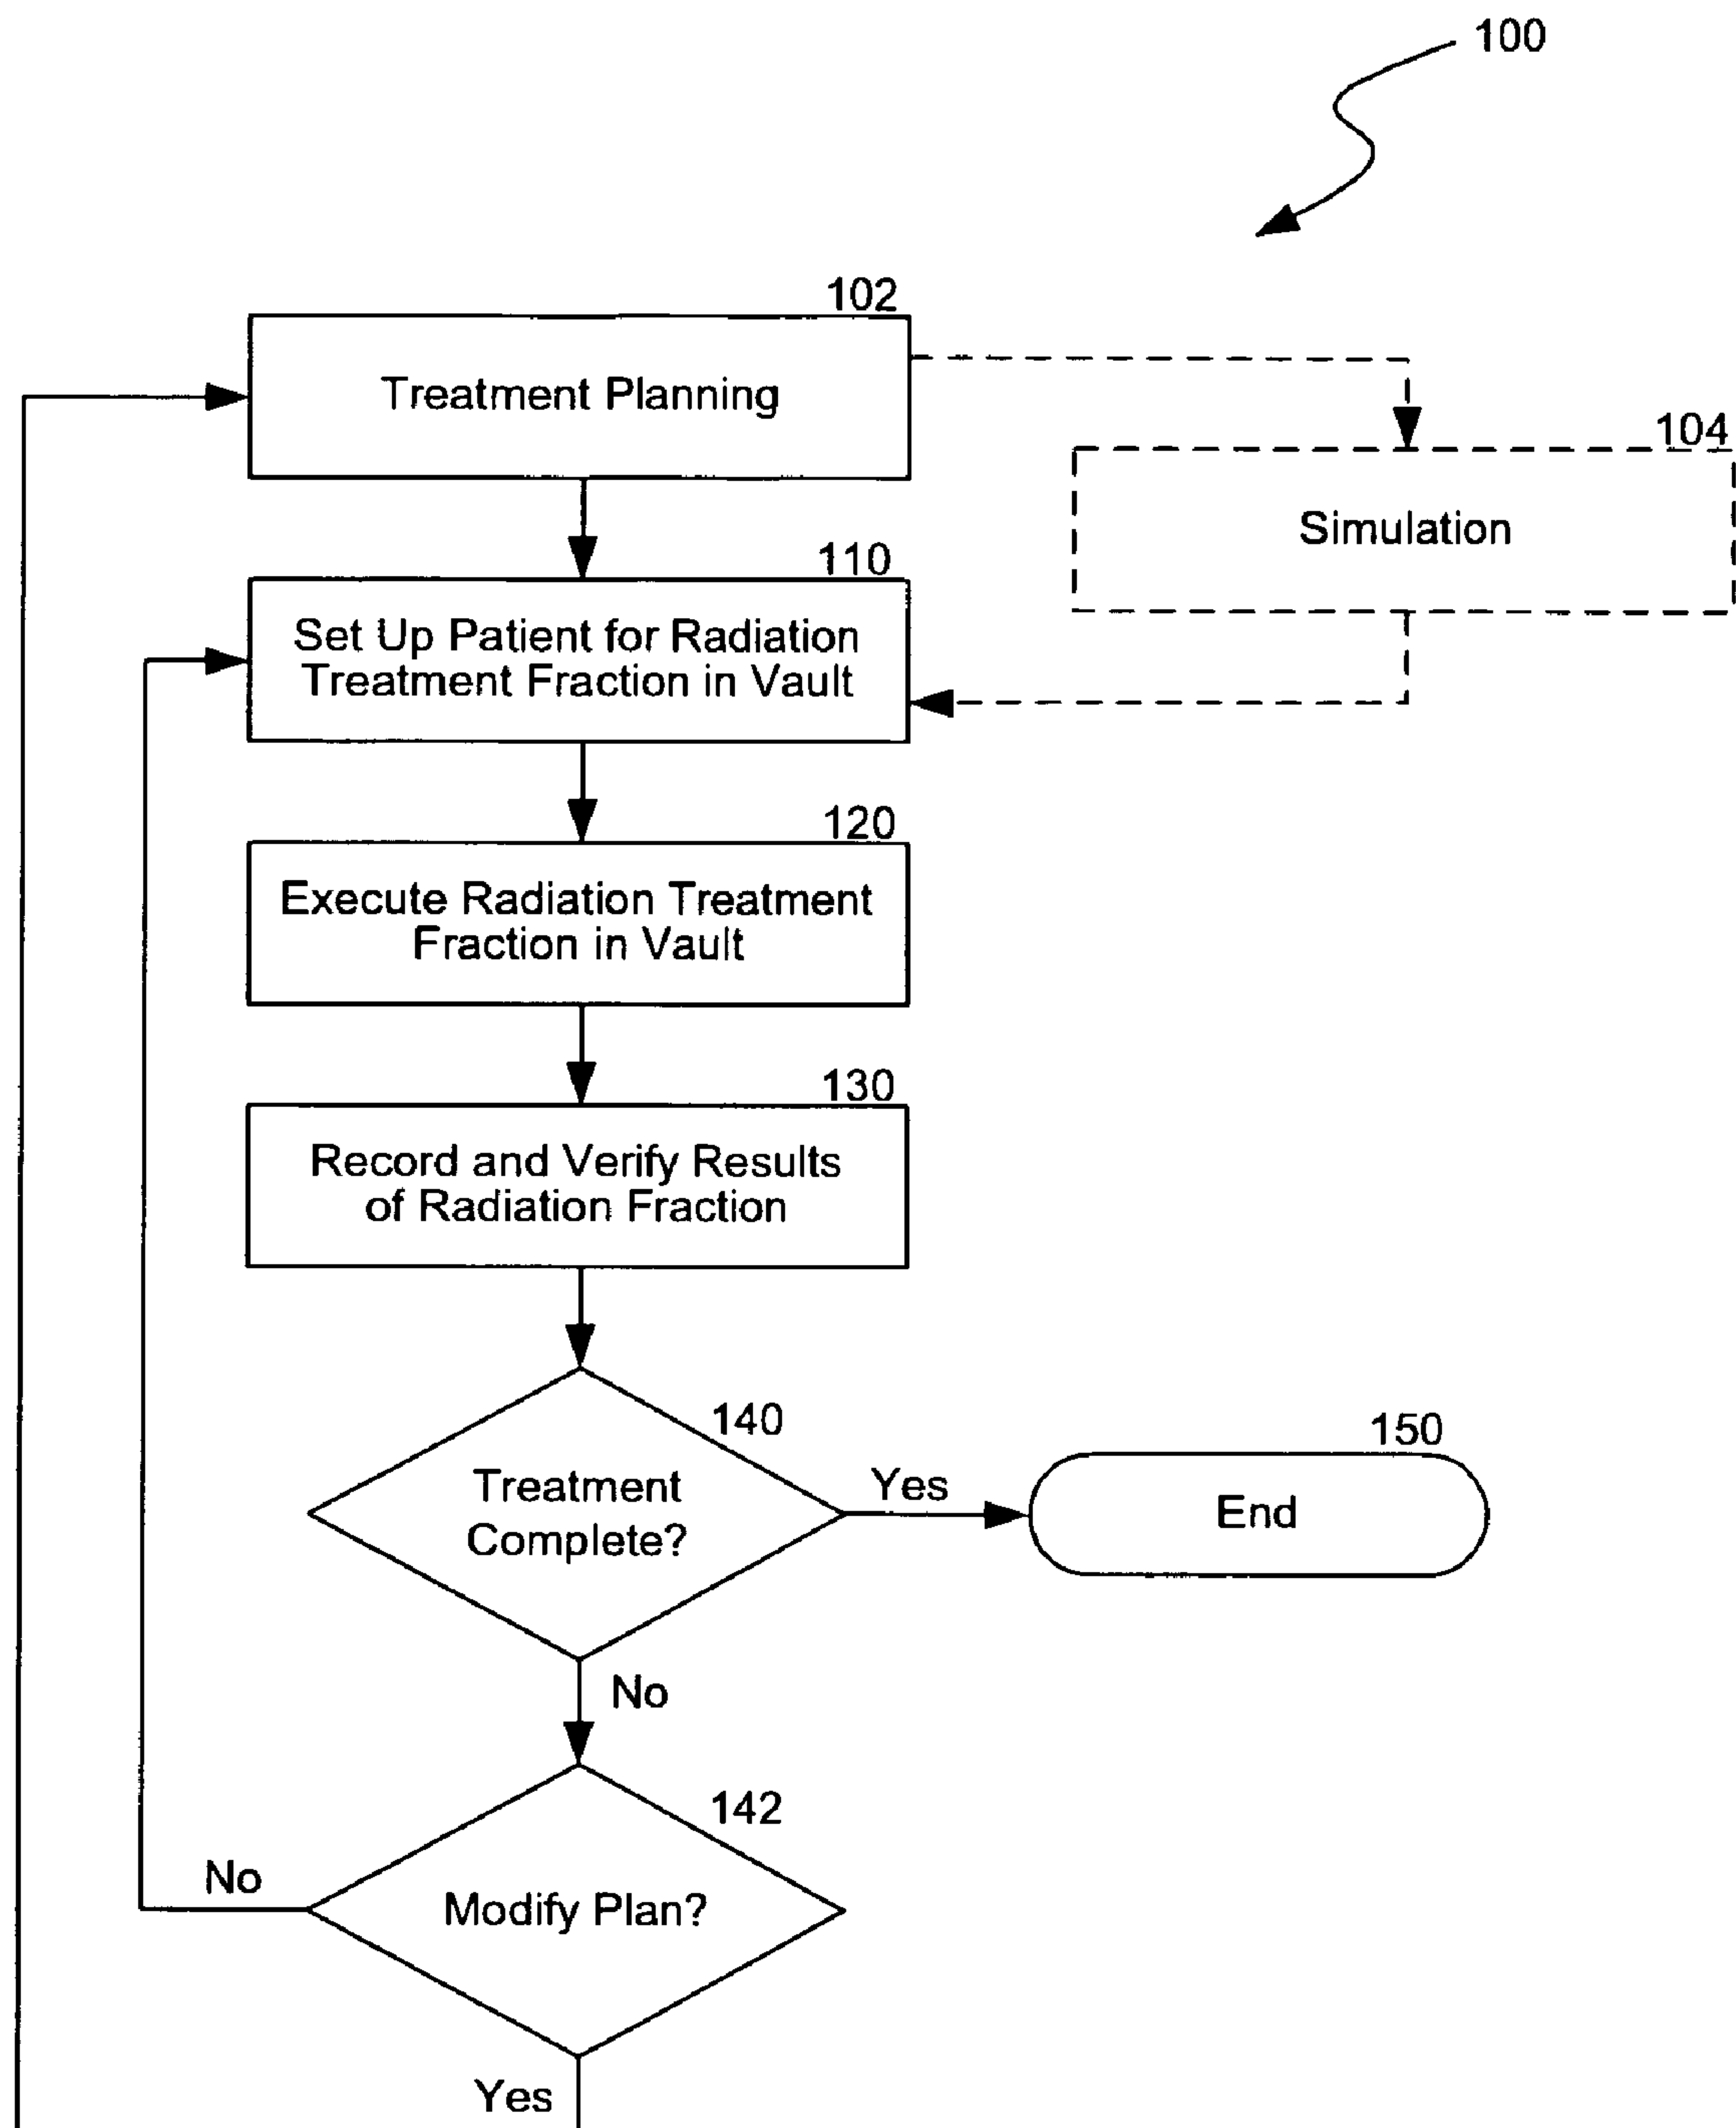 100
102
Treatment Planning
104
Simulation
110
Set Up Patient for Radiation
Treatment Fraction in Vault
120
Execute Radiation Treatment
Fraction in Vault
130
Record and Verify Results
of Radiation Fraction
140
Treatment
Complete?
Yes
150
End
No
142
Modify Plan?
No
Yes